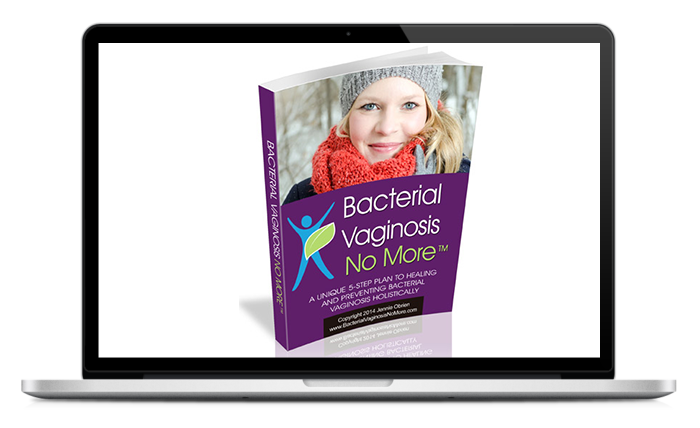 BACTERIAL VAGINOSIS NO MORE™
Bacterial
Vaginosis
No More™
A UNIQUE 5-STEP PLAN TO HEALING
AND PREVENTING BACTERIAL
VAGINOSIS HOLISTICALLY
Copyright 2014 Jennie Obrien
www.BacterialVaginosisNoMore.com